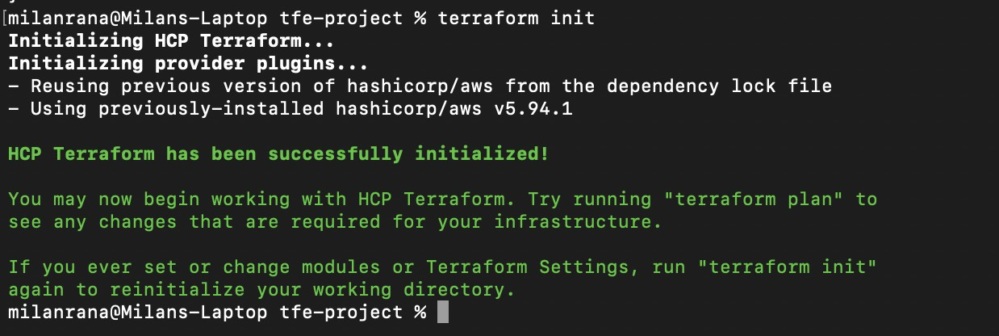 [milanrana@Milans-Laptop tfe-project % terraform init
Initializing HCP Terraform...
Initializing provider plugins...
- Reusing previous version of hashicorp/aws from the dependency lock file
- Using previously-installed hashicorp/aws v5.94.1
HCP Terraform has been successfully initialized!
You may now begin working with HCP Terraform. Try running "terraform plan" to
see any changes that are required for your infrastructure.
If you ever set or change modules or Terraform Settings, run "terraform init"
again to reinitialize your working directory.
milanrana@Milans-Laptop tfe-project %